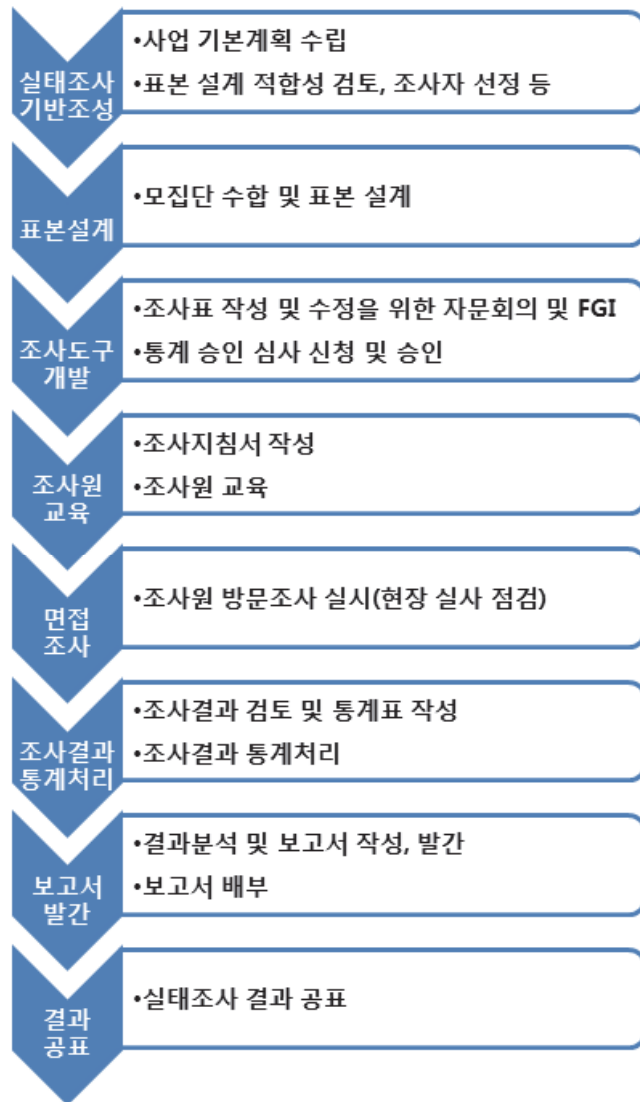 실태조사
기반조성
•사업 기본계획 수립
•표본 설계 적합성 검토, 조사자 선정 등
표본설계
•모집단 수합 및 표본 설계
조사도구
개발
•조사표 작성 및 수정을 위한 자문회의 및 FGI
•통계 승인 심사 신청 및 승인
조사원
교육
•조사지침서 작성
•조사원 교육
면접
조사
•조사원 방문조사 실시(현장 실사 점검)
조사결과
통계처리
•조사결과 검토 및 통계표 작성
•조사결과 통계처리
보고서
발간
•결과분석 및 보고서 작성, 발간
•보고서 배부
결과
공표
•실태조사 결과 공표